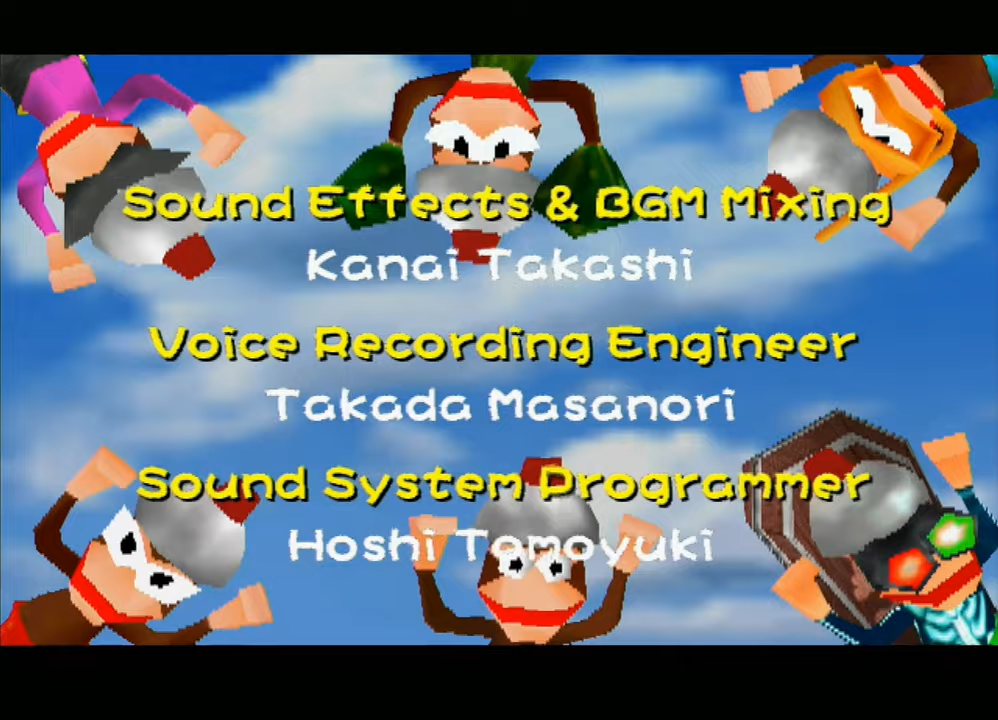 Sound Effects & BGM Mixing
Kanai Takashi
Voice Recording Engineer
Takada Masanori
Sound System Programmer
Hoshi Tomoyuki